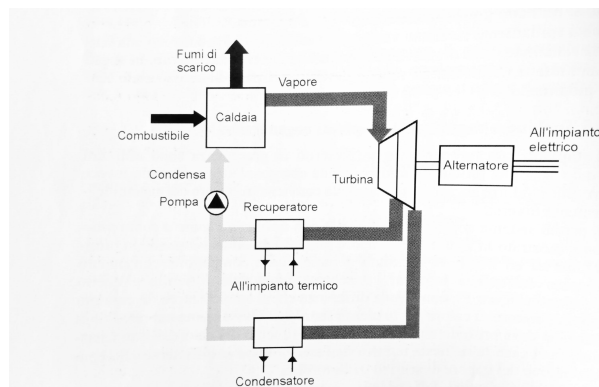 Fumi di
scarico
Vapore
Caldaia
Combustibile
All'impianto
elettrico
Alternatore
Turbina
Condensa
Pompa
Recuperatore
All'impianto termico
Condensatore